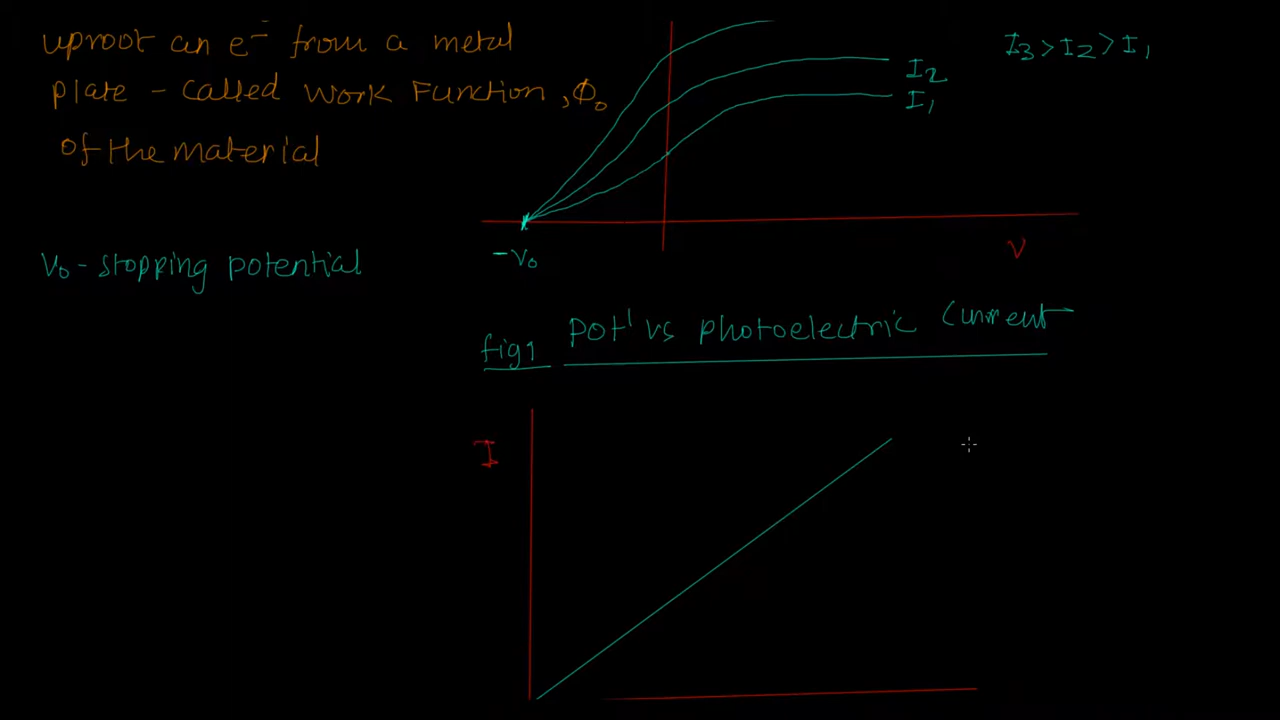 uproot an e⁻ from a metal
plate - called work Function, Φ₀
of the material
V₀ - stopping potential
I₃ > I₂ > I₁
I₂
I₁
-V₀
V
fig1 potˡ vs photoelectric current
I